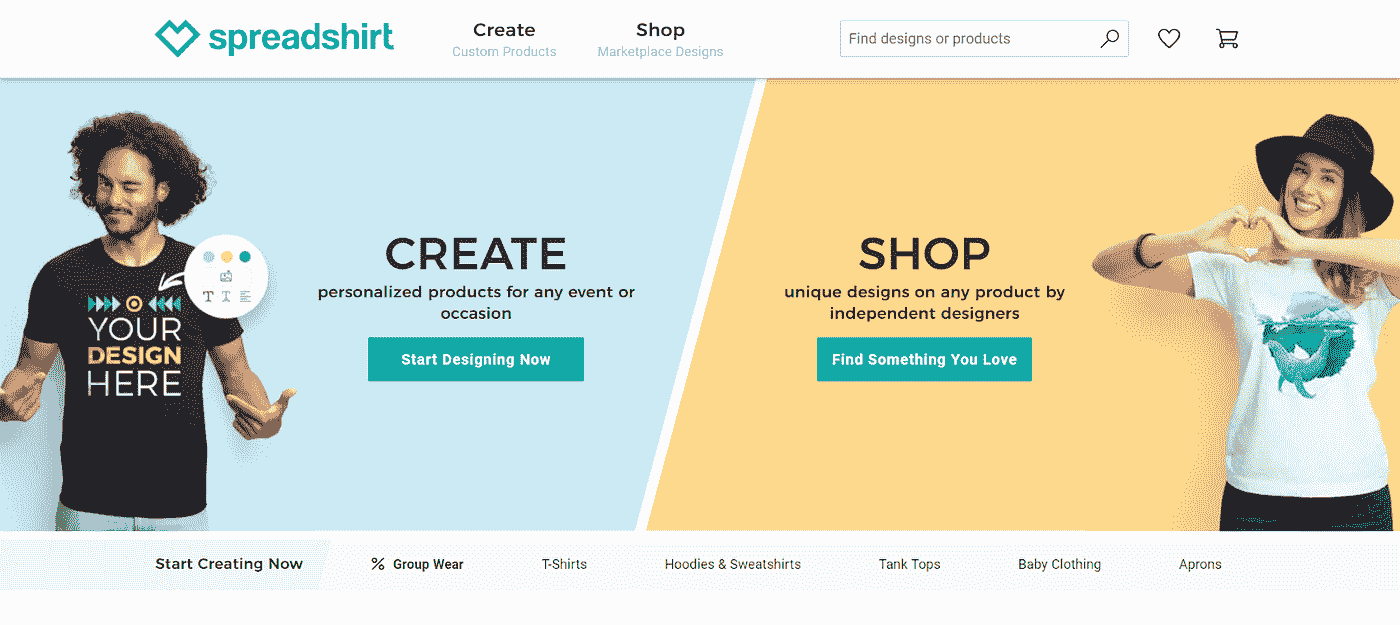 spreadshirt
Create
Custom Products
Shop
Marketplace Designs
Find designs or products
YOUR
DESIGN
HERE
T T
CREATE
personalized products for any event or
occasion
Start Designing Now
SHOP
unique designs on any product by
independent designers
Find Something You Love
Start Creating Now
% Group Wear
T-Shirts
Hoodies & Sweatshirts
Tank Tops
Baby Clothing
Aprons